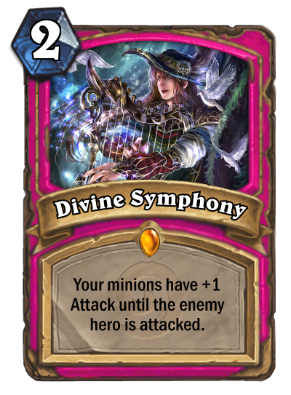 2
Divine Symphony
Your minions have +1
Attack until the enemy
hero is attacked.